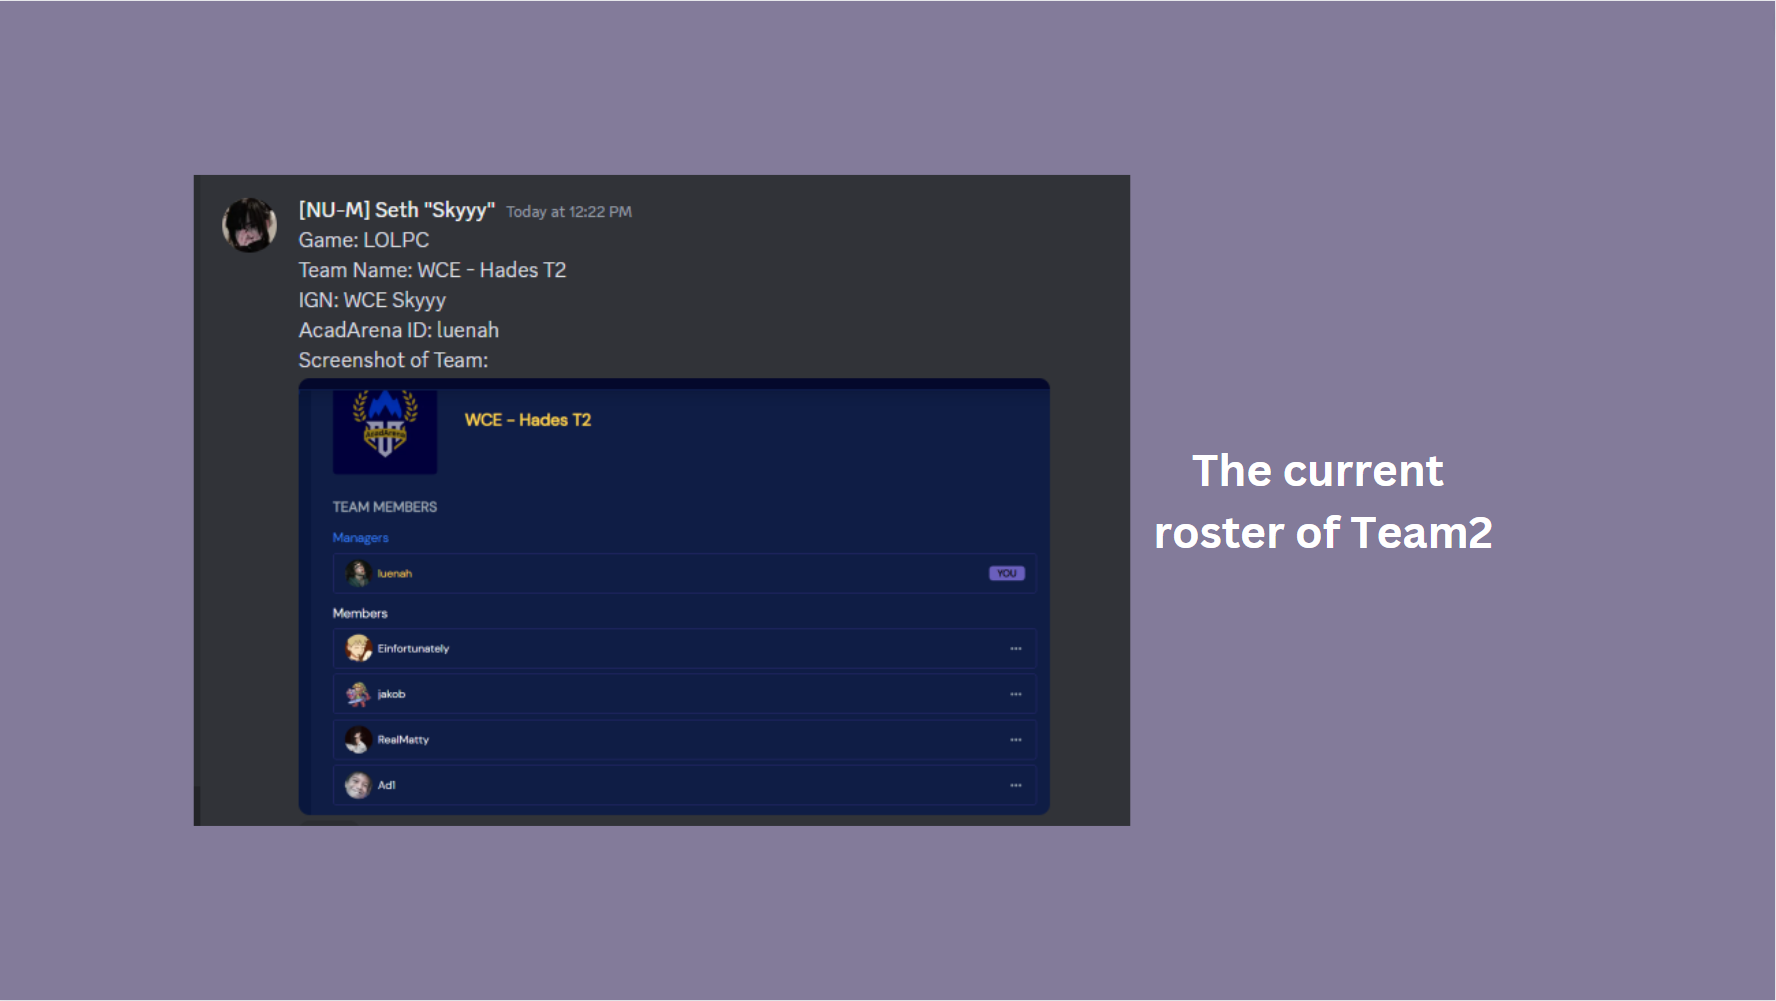 [NU-M] Seth "Skyyy" Today at 12:22 PM
Game: LOLPC
Team Name: WCE - Hades T2
IGN: WCE Skyyy
AcadArena ID: luenah
Screenshot of Team:
AcadArena
WCE - Hades T2
TEAM MEMBERS
Managers
luenah YOU
Members
Einfortunately
jakob
RealMatty
Ad1
The current
roster of Team2